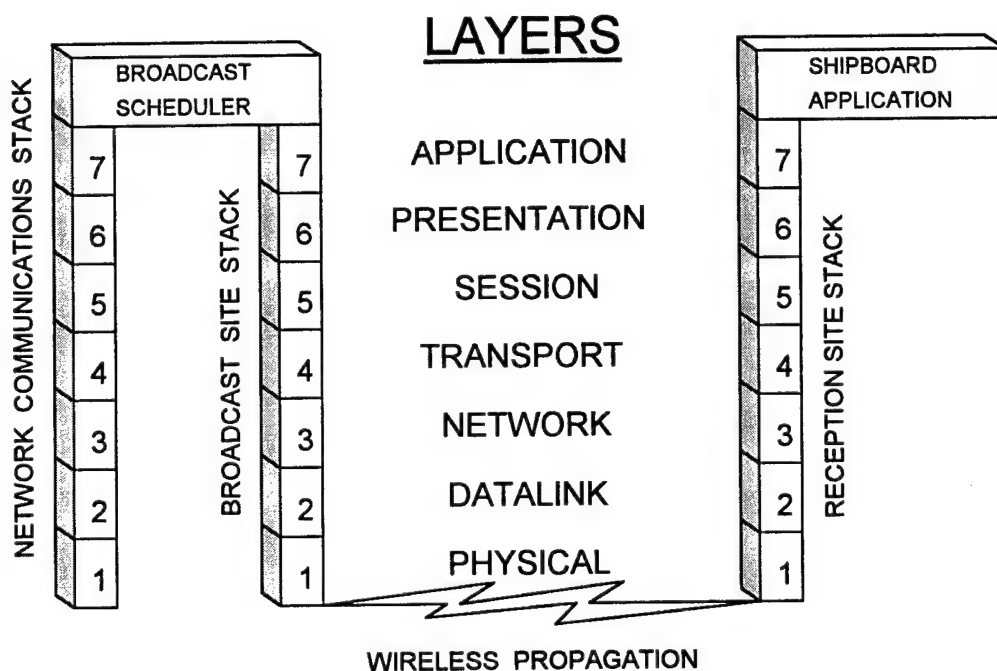 LAYERS
BROADCAST
SCHEDULER
SHIPBOARD
APPLICATION
NETWORK COMMUNICATIONS STACK
7
6
5
4
3
2
1
BROADCAST SITE STACK
7
6
5
4
3
2
1
APPLICATION
PRESENTATION
SESSION
TRANSPORT
NETWORK
DATALINK
PHYSICAL
7
6
5
4
3
2
1
RECEPTION SITE STACK
WIRELESS PROPAGATION